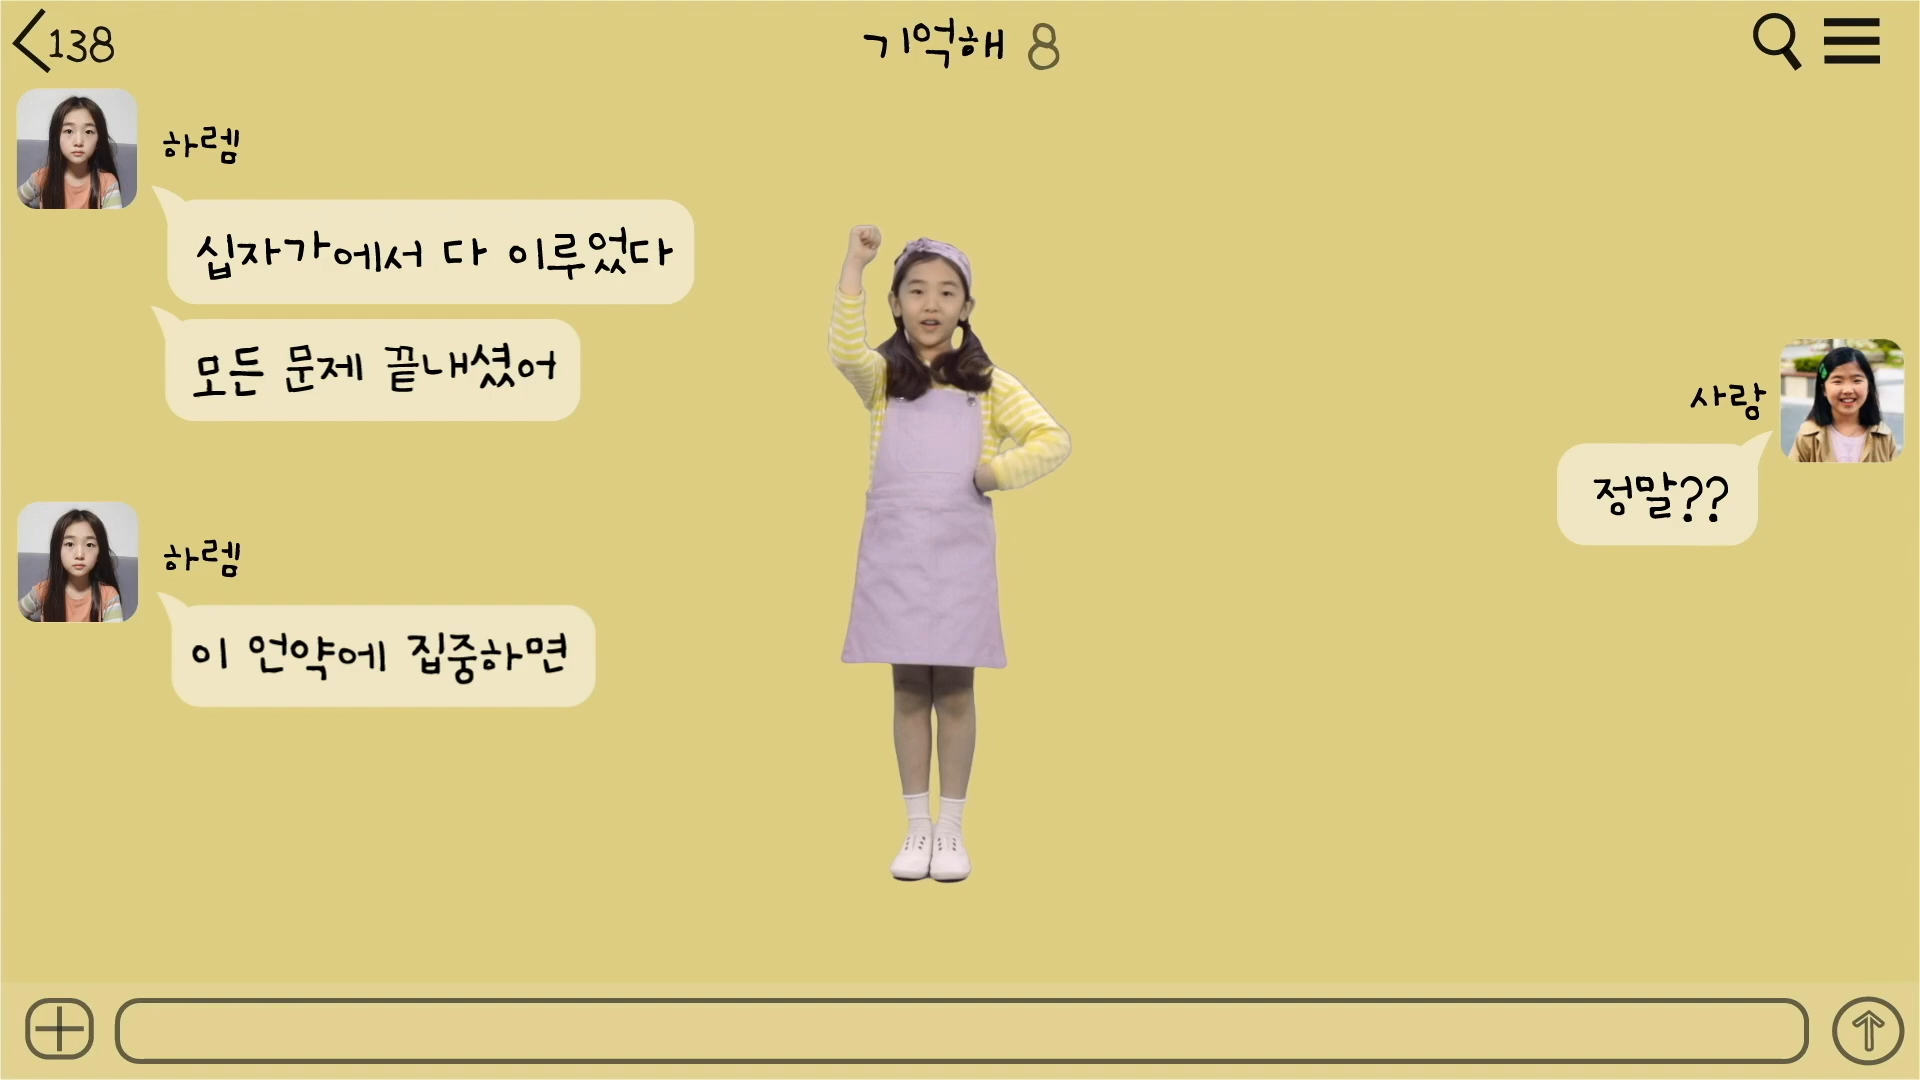 138
기억해 8
하렘
십자가에서 다 이루었다
모든 문제 끝내셨어
사랑
정말??
하렘
이 언약에 집중하면